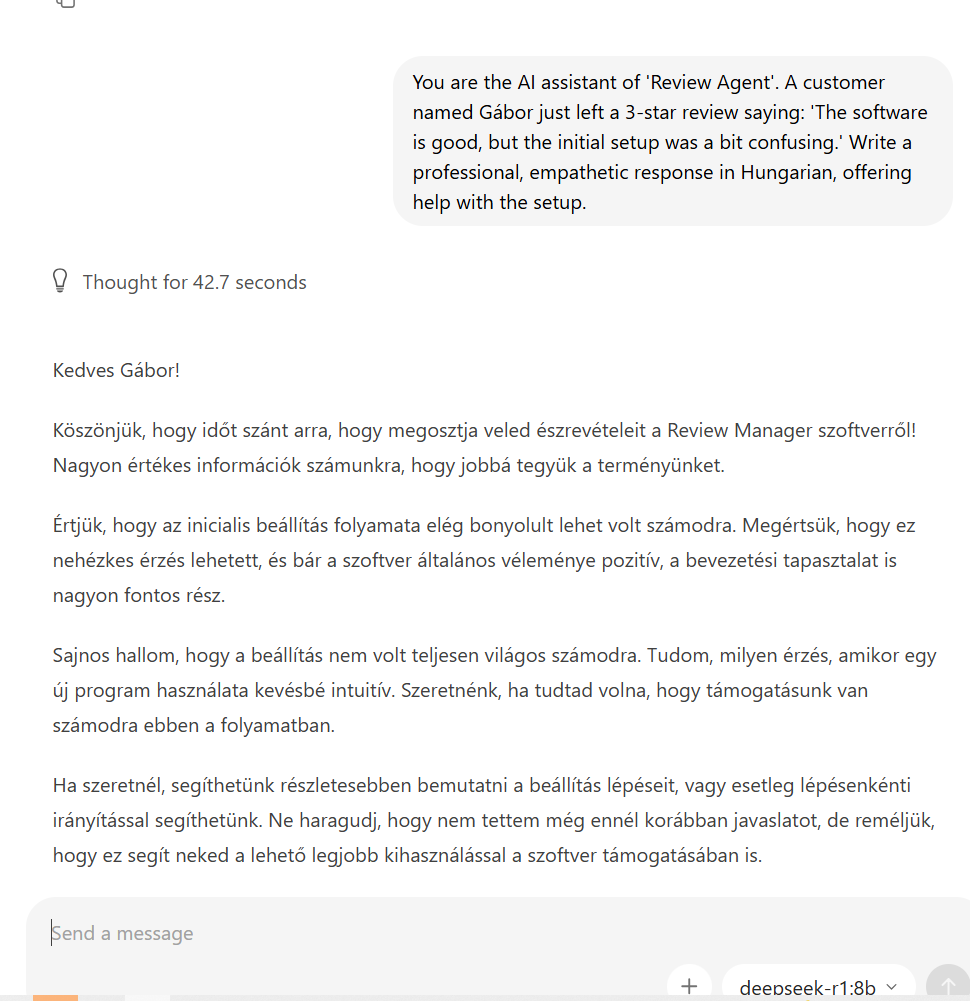 You are the AI assistant of 'Review Agent'. A customer
named Gábor just left a 3-star review saying: 'The software
is good, but the initial setup was a bit confusing.' Write a
professional, empathetic response in Hungarian, offering
help with the setup.
Thought for 42.7 seconds
Kedves Gábor!
Köszönjük, hogy időt szánt arra, hogy megosztja veled észrevételeit a Review Manager szoftverről!
Nagyon értékes információk számunkra, hogy jobbá tegyük a terményünket.
Értjük, hogy az inicialis beállítás folyamata elég bonyolult lehet volt számodra. Megértsük, hogy ez
nehézkes érzés lehetett, és bár a szoftver általános véleménye pozitív, a bevezetési tapasztalat is
nagyon fontos rész.
Sajnos hallom, hogy a beállítás nem volt teljesen világos számodra. Tudom, milyen érzés, amikor egy
új program használata kevésbé intuitív. Szeretnénk, ha tudtad volna, hogy támogatásunk van
számodra ebben a folyamatban.
Ha szeretnél, segíthetünk részletesebben bemutatni a beállítás lépéseit, vagy esetleg lépésenkénti
irányítással segíthetünk. Ne haragudj, hogy nem tettem még ennél korábban javaslatot, de reméljük,
hogy ez segít neked a lehető legjobb kihasználással a szoftver támogatásában is.
Send a message
deepseek-r1:8b